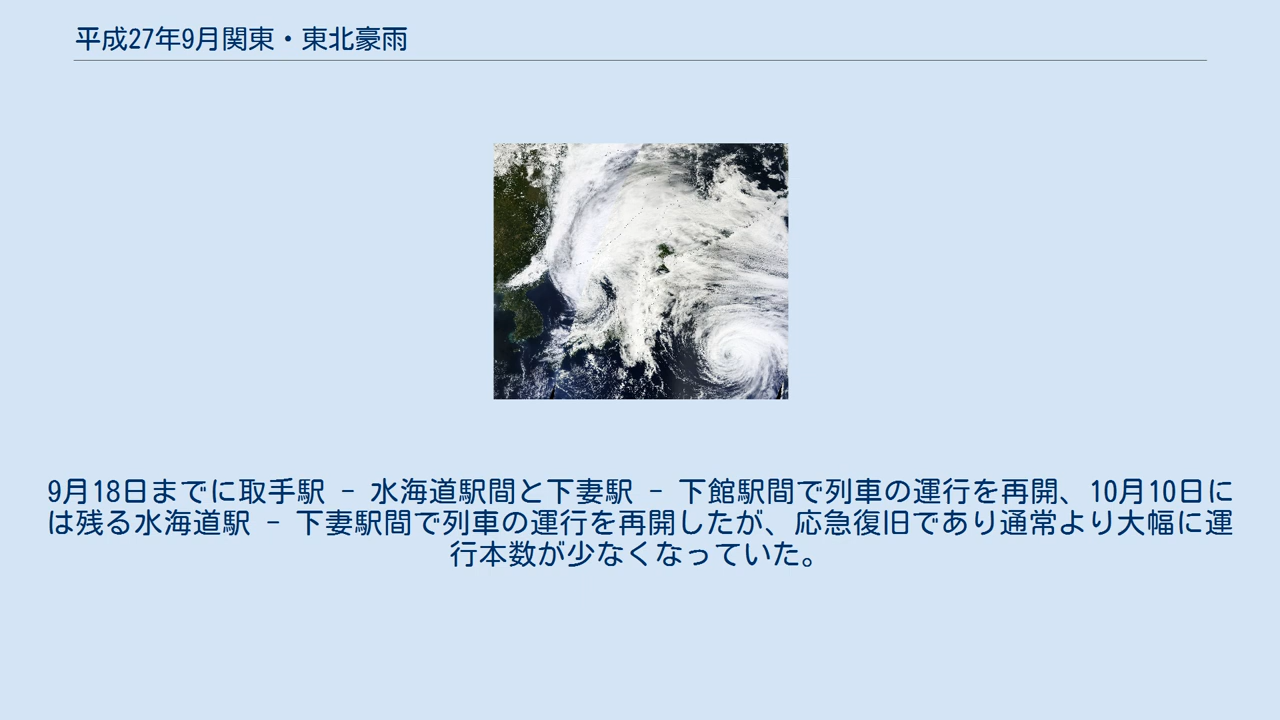 平成27年9月関東・東北豪雨
9月18日までに取手駅 - 水海道駅間と下妻駅 - 下館駅間で列車の運行を再開、10月10日に
は残る水海道駅 - 下妻駅間で列車の運行を再開したが、応急復旧であり通常より大幅に運
行本数が少なくなっていた。